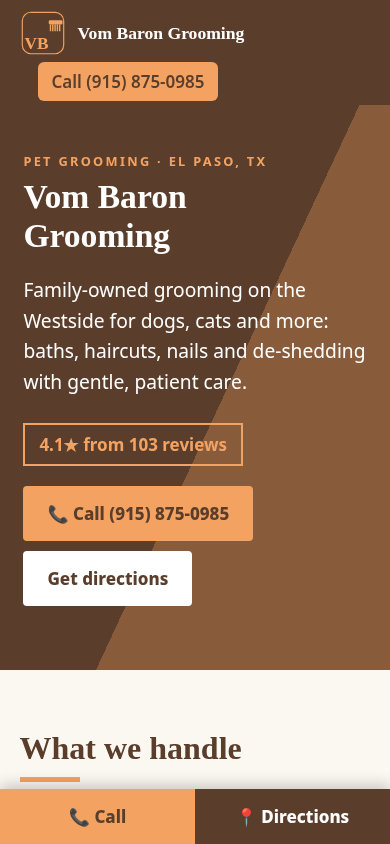 VB
Vom Baron Grooming
Call (915) 875-0985
PET GROOMING · EL PASO, TX
Vom Baron
Grooming
Family-owned grooming on the
Westside for dogs, cats and more:
baths, haircuts, nails and de-shedding
with gentle, patient care.
4.1★ from 103 reviews
📞 Call (915) 875-0985
Get directions
What we handle
📞 Call
📍 Directions